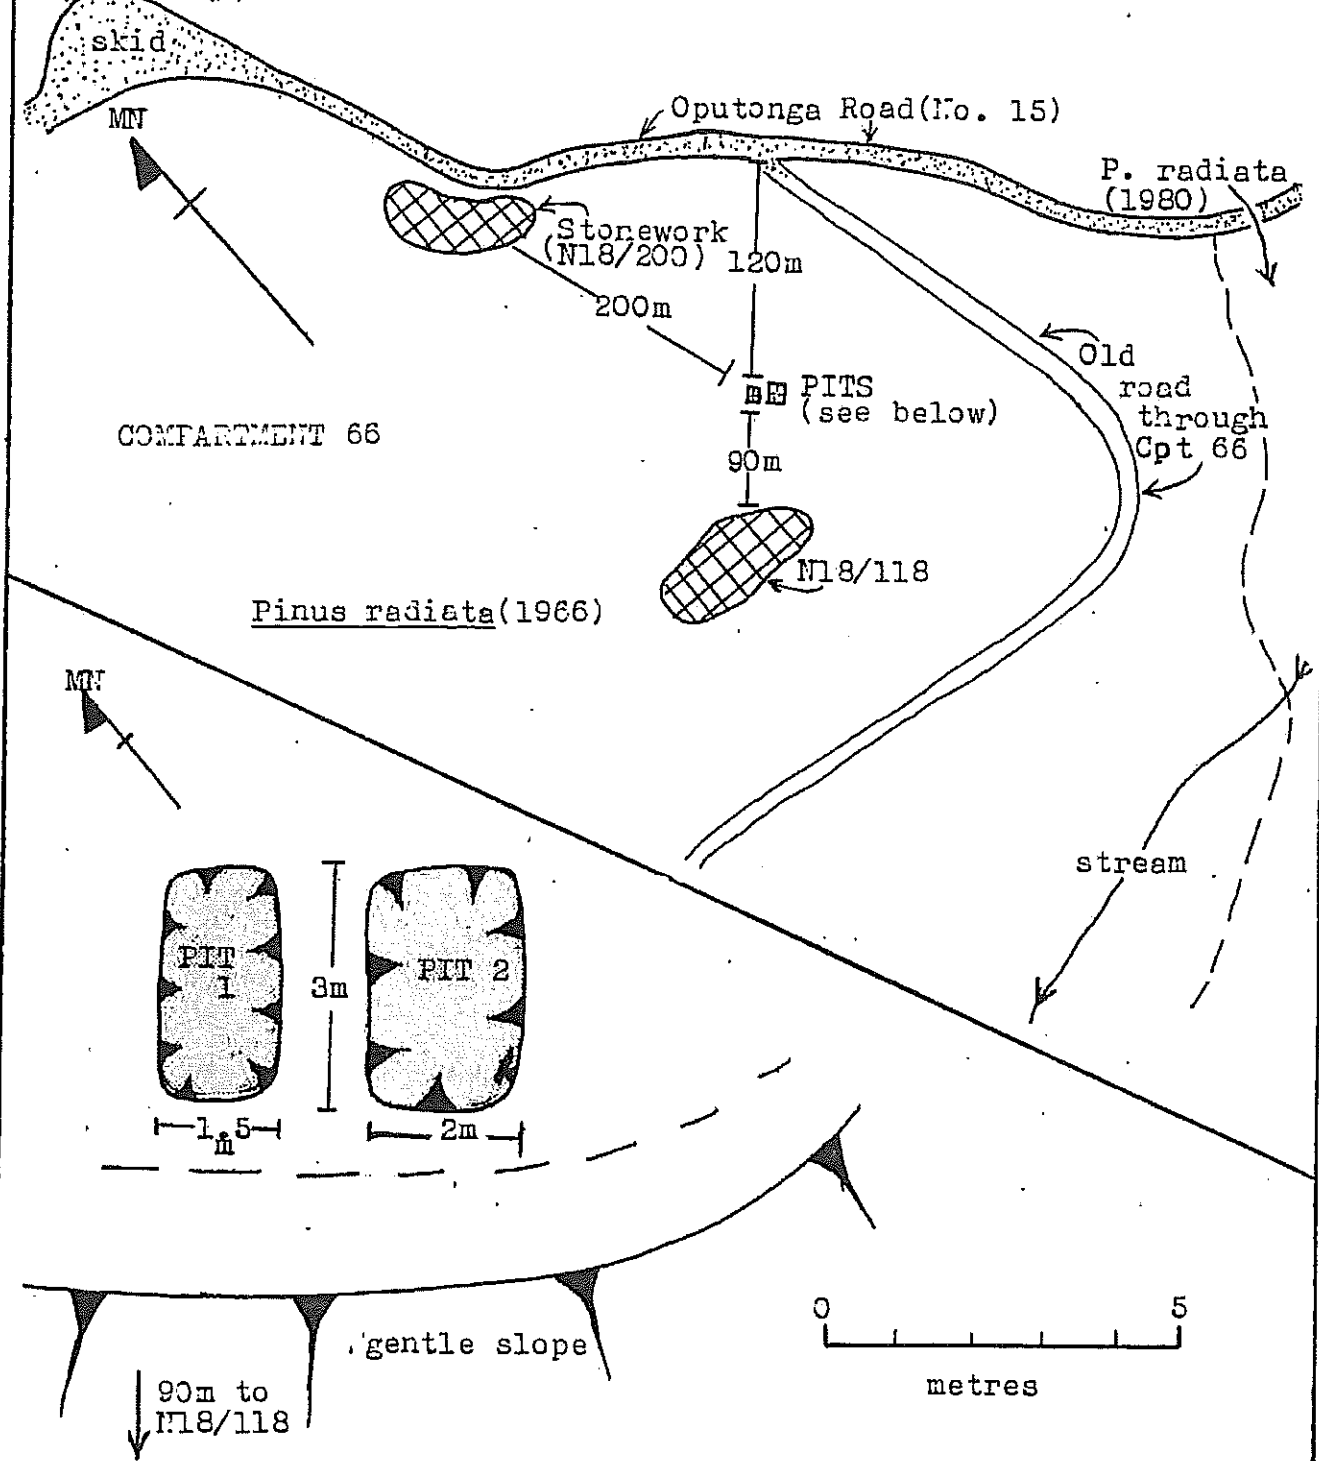 skid
MN
Oputonga Road(No. 15)
P. radiata
(1980)
Stonework
(N18/200)
120m
200m
PITS
(see below)
Old
road
through
Cpt 66
COMPARTMENT 66
90m
N18/118
Pinus radiata(1966)
MN
stream
PIT
1
3m
PIT 2
1.5
m
2m
gentle slope
0
5
metres
90m to
N18/118